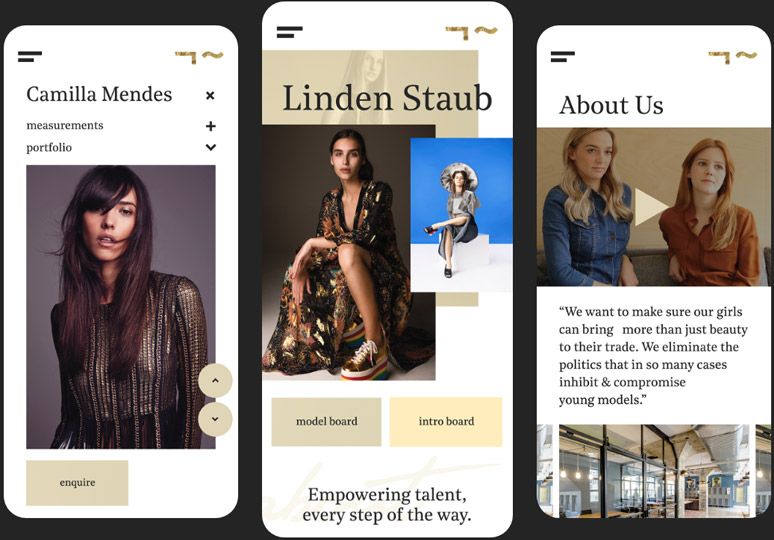 Camilla Mendes
measurements
portfolio
enquire
Linden Staub
model board
intro board
Empowering talent,
every step of the way.
About Us
“We want to make sure our girls
can bring more than just beauty
to their trade. We eliminate the
politics that in so many cases
inhibit & compromise
young models.”